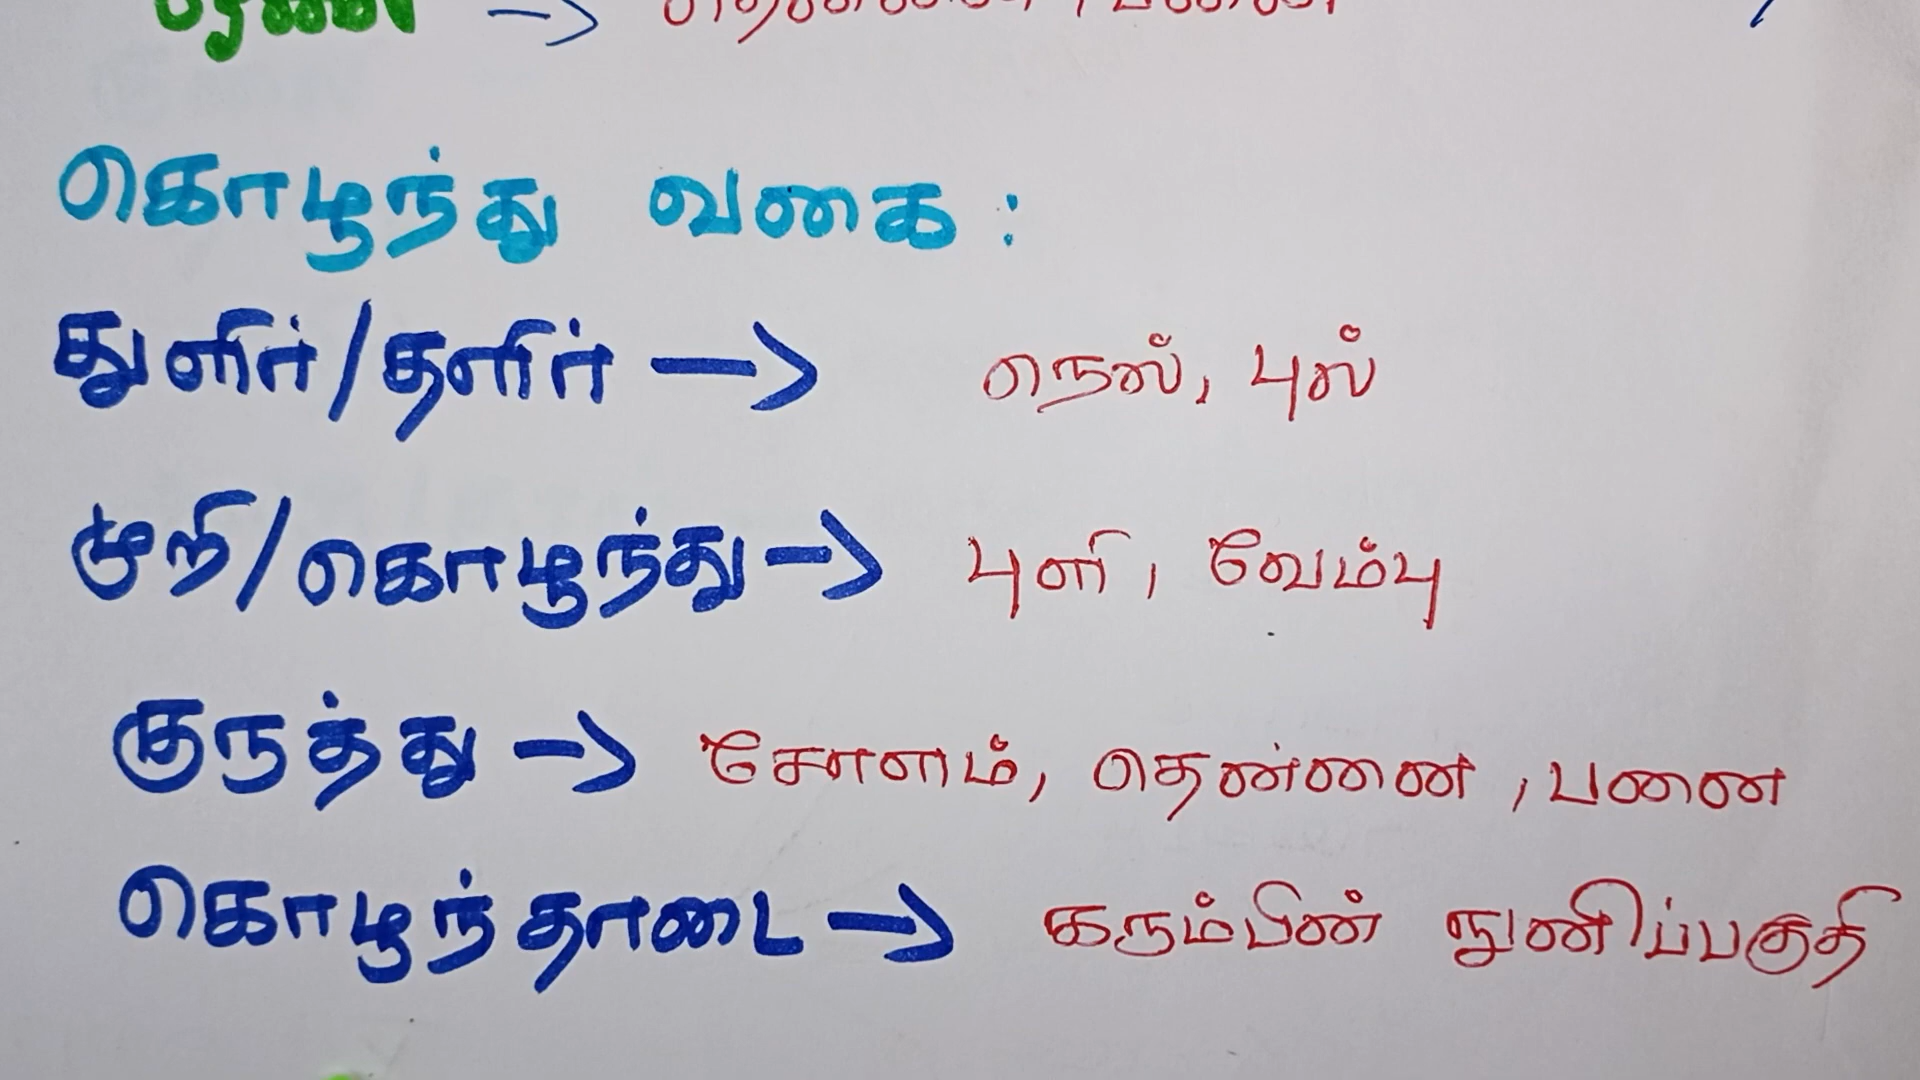 கொழுந்து வகை :
துளிர்/தளிர் -> நெல், புல்
முறி/கொழுந்து -> புளி, வேம்பு
குருத்து -> சோளம், தென்னை, பனை
கொழுந்தாடை -> கரும்பின் நுனிப்பகுதி